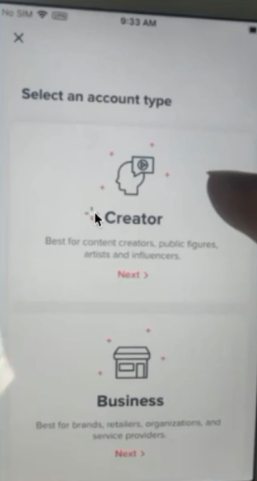 No SIM VPN
9:33 AM
Select an account type
Creator
Best for content creators, public figures,
artists and influencers.
Next >
Business
Best for brands, retailers, organizations, and
service providers.
Next >